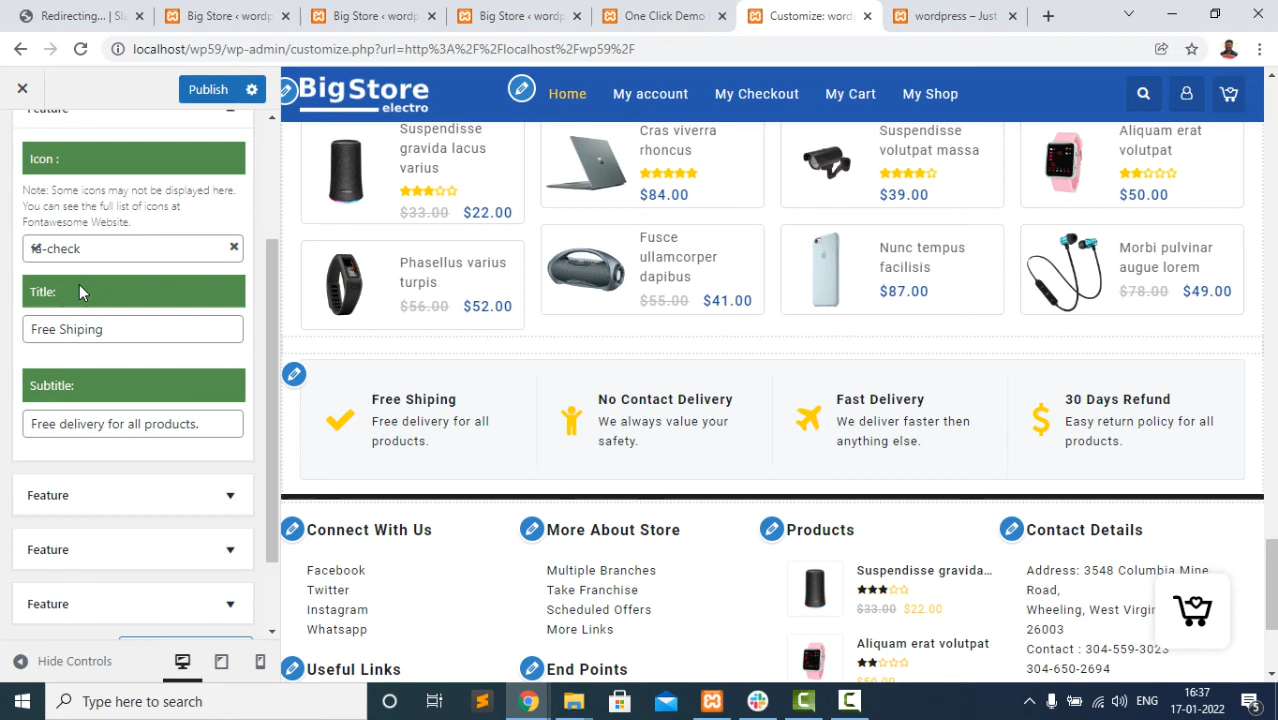 Redirecting... | Sla
Big Store ‹ wordp
Big Store ‹ wordp
Big Store ‹ wordp
One Click Demo
Customize: word
wordpress – Just
localhost/wp59/wp-admin/customize.php?url=http%3A%2F%2Flocalhost%2Fwp59%2F
Publish
Feature
Icon :
Note: Some icons may not be displayed here.
You can see the full list of icons at
Fontawesome Website.
Title:
Free Shiping
Subtitle:
Free delivery for all products.
Feature
Feature
Feature
Hide Controls
BigStore
electro
Home
My account
My Checkout
My Cart
My Shop
Suspendisse
gravida lacus
varius
$33.00 $22.00
Cras viverra
rhoncus
$84.00
Suspendisse
volutpat massa
$39.00
Aliquam erat
volutpat
$50.00
Phasellus varius
turpis
$56.00 $52.00
Fusce
ullamcorper
dapibus
$55.00 $41.00
Nunc tempus
facilisis
$87.00
Morbi pulvinar
augue lorem
$78.00 $49.00
Free Shiping
Free delivery for all
products.
No Contact Delivery
We always value your
safety.
Fast Delivery
We deliver faster then
anything else.
30 Days Refund
Easy return policy for all
products.
Connect With Us
Facebook
Twitter
Instagram
Whatsapp
Useful Links
More About Store
Multiple Branches
Take Franchise
Scheduled Offers
More Links
End Points
Products
Suspendisse gravida...
$33.00 $22.00
Aliquam erat volutpat
$50.00
Contact Details
Address: 3548 Columbia Mine
Road,
Wheeling, West Virgin
26003
Contact : 304-559-3023
304-650-2694
Type here to search
ENG
16:37
17-01-2022
5